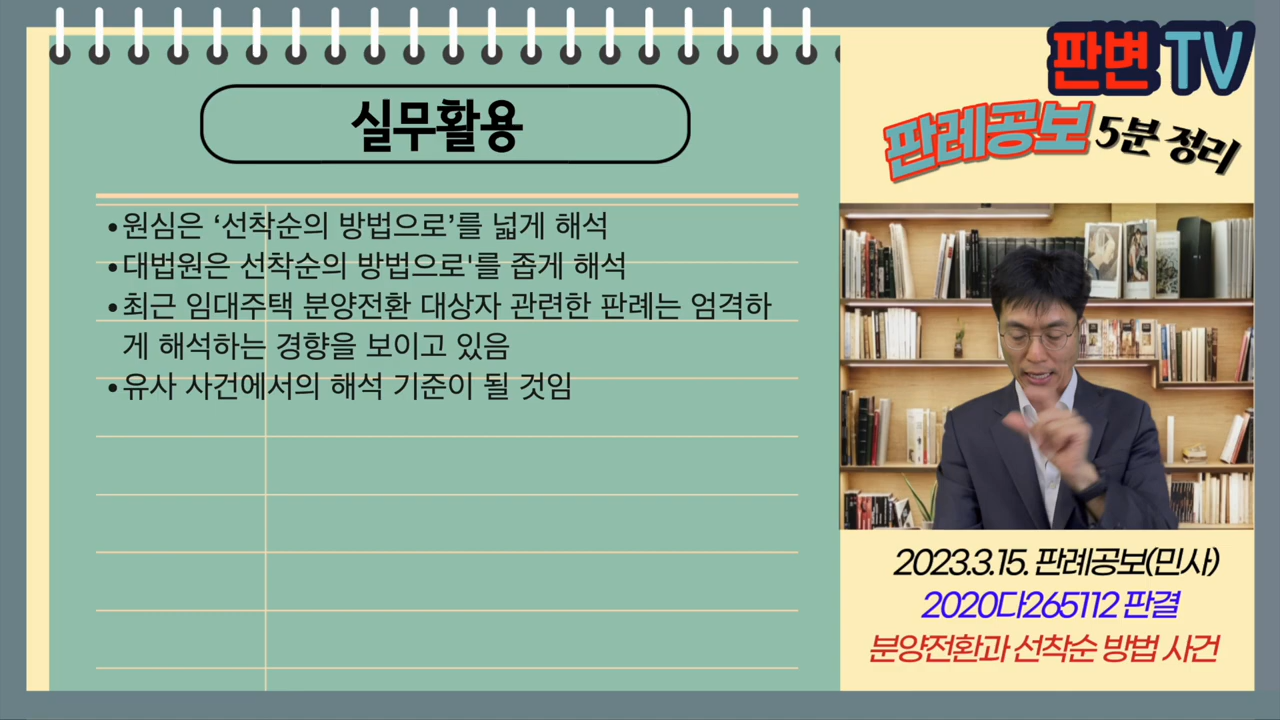 판변 TV
판례공보 5분 정리
실무활용
•원심은 ‘선착순의 방법으로’를 넓게 해석
•대법원은 선착순의 방법으로'를 좁게 해석
•최근 임대주택 분양전환 대상자 관련한 판례는 엄격하
게 해석하는 경향을 보이고 있음
•유사 사건에서의 해석 기준이 될 것임
2023.3.15. 판례공보(민사)
2020다265112 판결
분양전환과 선착순 방법 사건